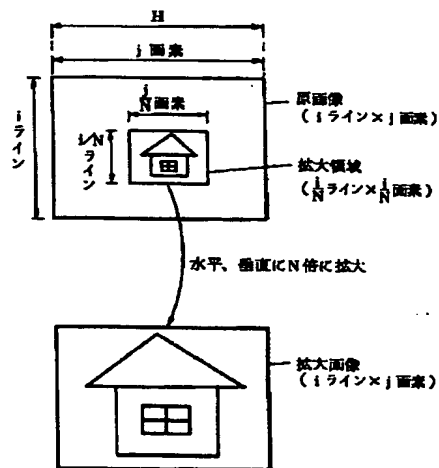 H
j 画素
j/N 画素
i ライン
i/N ライン
原画像
(i ライン×j 画素)
拡大領域
(i/N ライン×j/N 画素)
水平、垂直にN倍に拡大
拡大画像
(i ライン×j 画素)